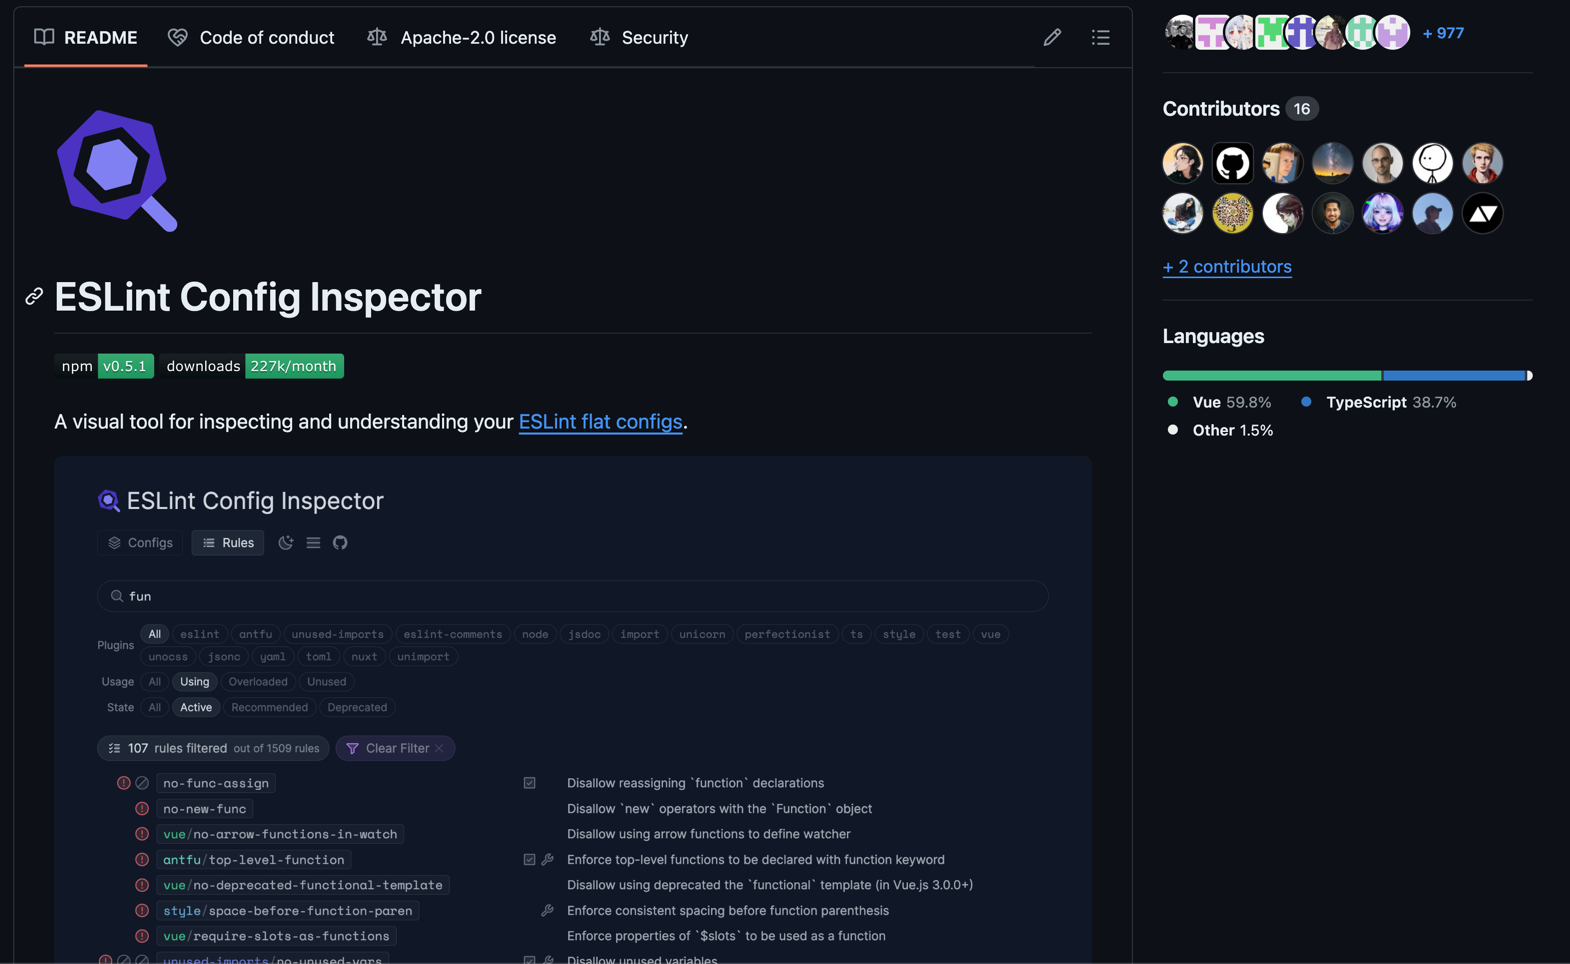 README Code of conduct Apache-2.0 license Security
+ 977
Contributors 16
+ 2 contributors
Languages
Vue 59.8% TypeScript 38.7%
Other 1.5%
ESLint Config Inspector
npm v0.5.1 downloads 227k/month
A visual tool for inspecting and understanding your ESLint flat configs.
ESLint Config Inspector
Configs Rules
fun
Plugins All eslint antfu unused-imports eslint-comments node jsdoc import unicorn perfectionist ts style test vue
unocss jsonc yaml toml nuxt unimport
Usage All Using Overloaded Unused
State All Active Recommended Deprecated
107 rules filtered out of 1509 rules Clear Filter
no-func-assign Disallow reassigning `function` declarations
no-new-func Disallow `new` operators with the `Function` object
vue/no-arrow-functions-in-watch Disallow using arrow functions to define watcher
antfu/top-level-function Enforce top-level functions to be declared with function keyword
vue/no-deprecated-functional-template Disallow using deprecated the `functional` template (in Vue.js 3.0.0+)
style/space-before-function-paren Enforce consistent spacing before function parenthesis
vue/require-slots-as-functions Enforce properties of `$slots` to be used as a function
unused-imports/no-unused-vars Disallow unused variables